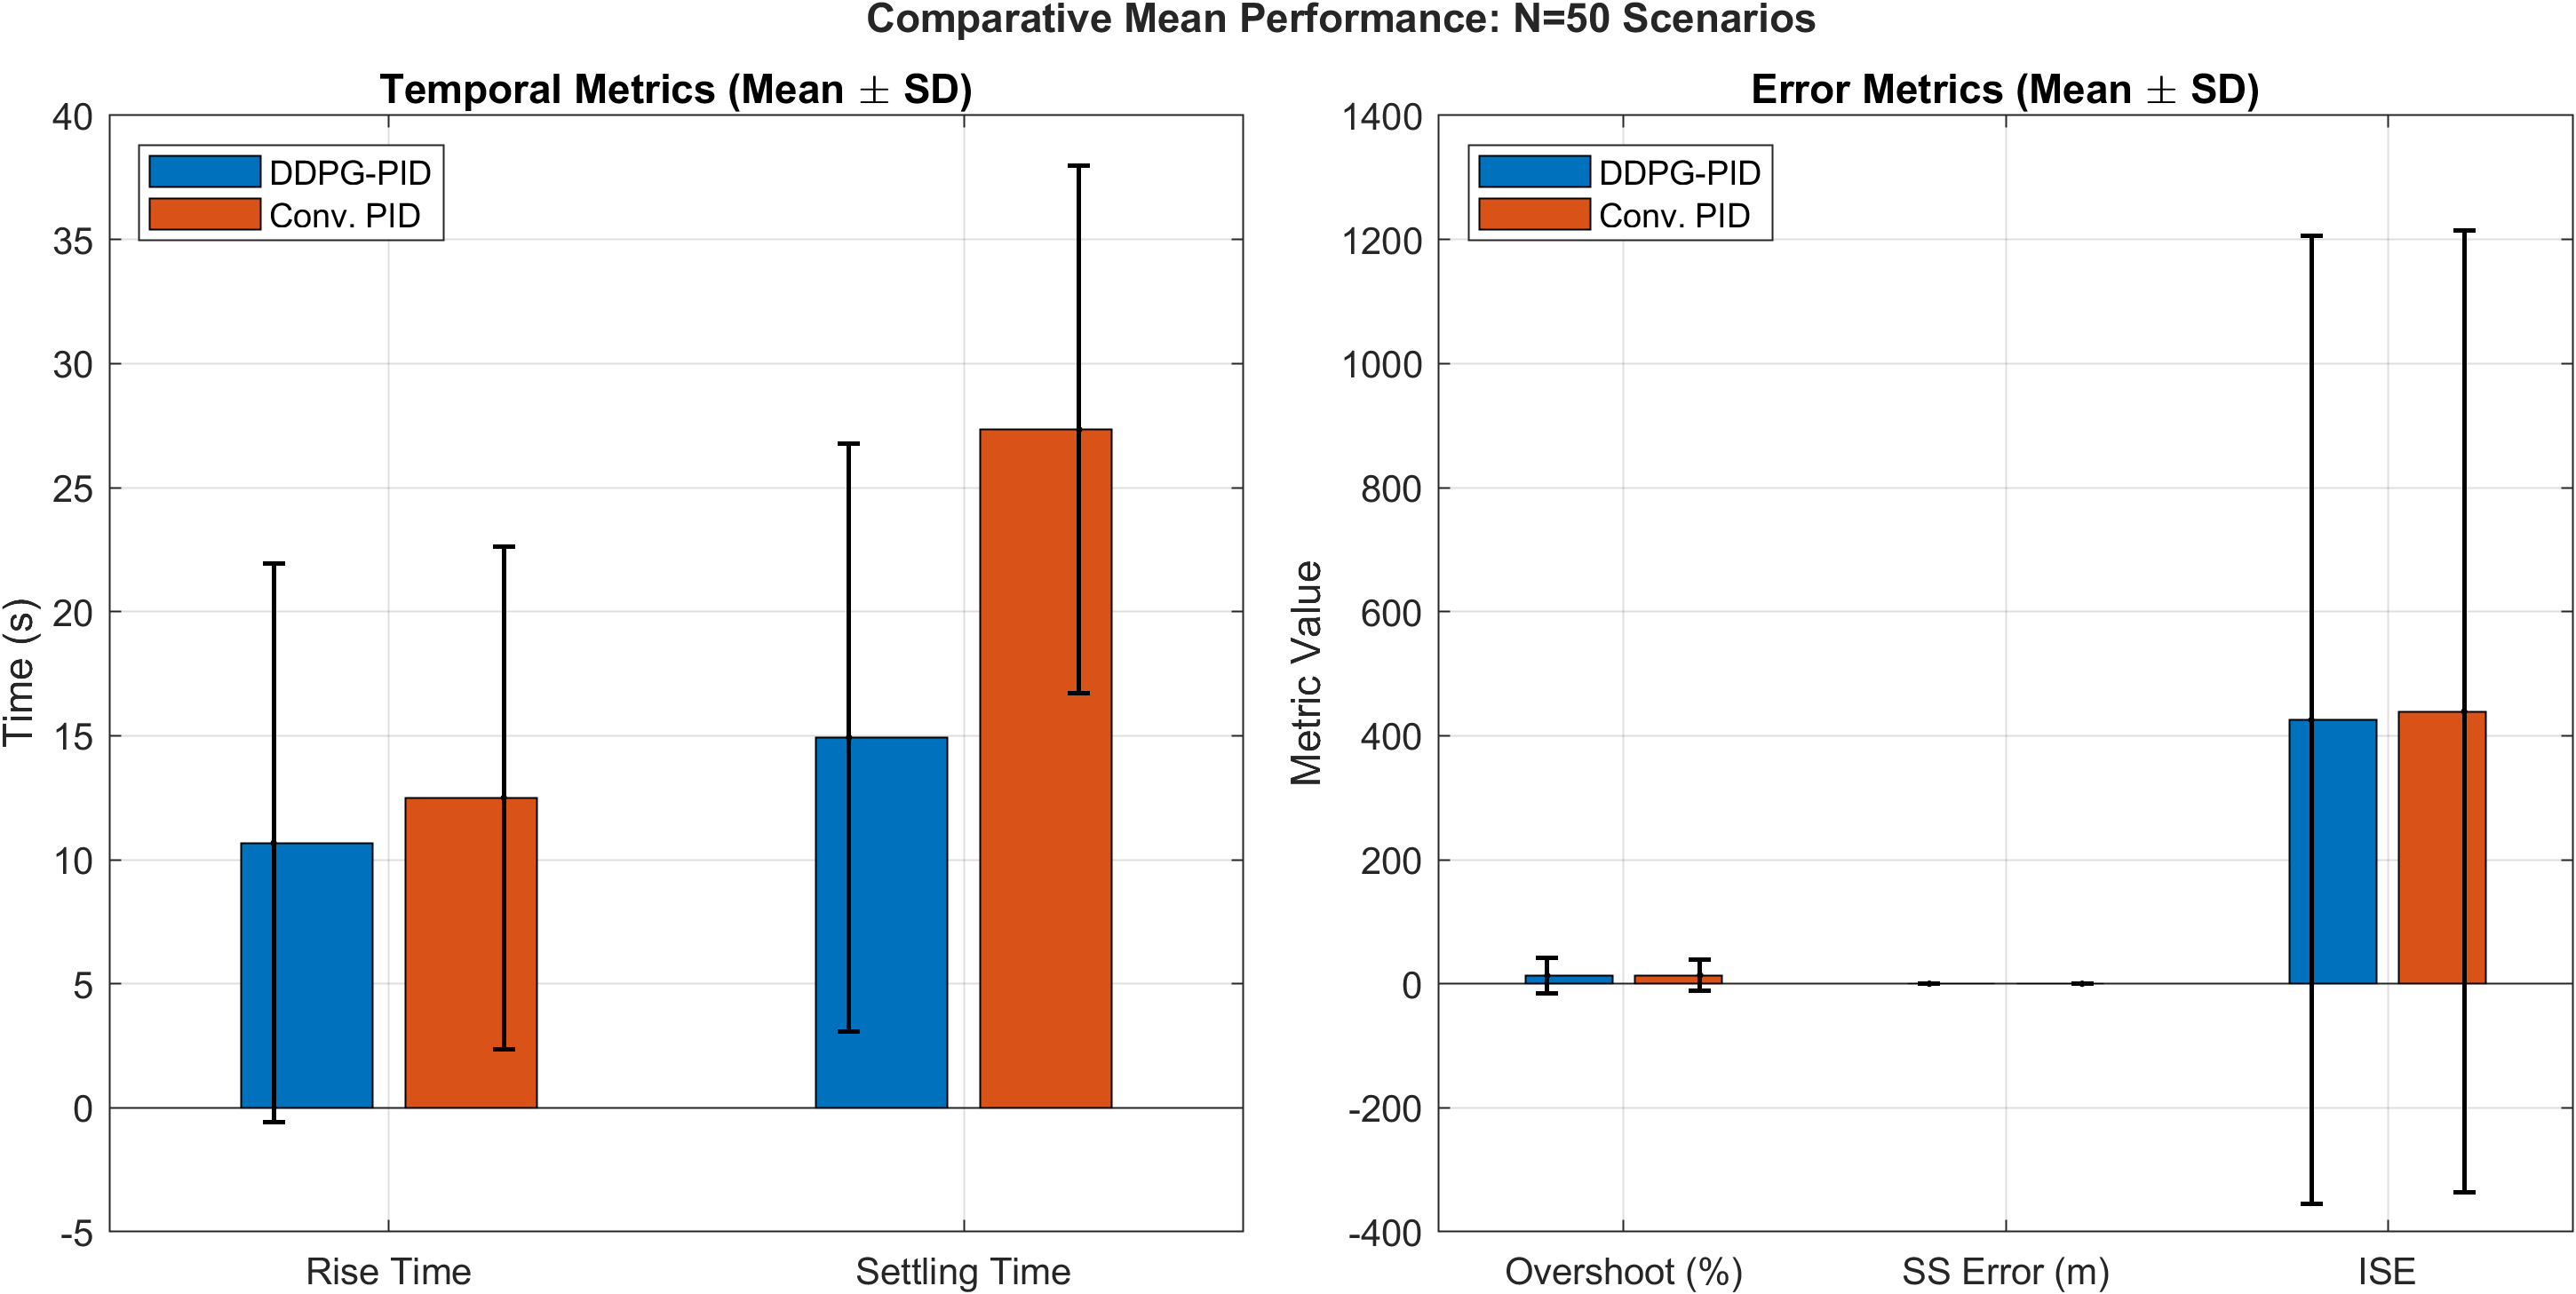 Comparative Mean Performance: N=50 Scenarios
Temporal Metrics (Mean ± SD)
DDPG-PID
Conv. PID
Time (s)
40
35
30
25
20
15
10
5
0
-5
Rise Time
Settling Time
Error Metrics (Mean ± SD)
DDPG-PID
Conv. PID
Metric Value
1400
1200
1000
800
600
400
200
0
-200
-400
Overshoot (%)
SS Error (m)
ISE